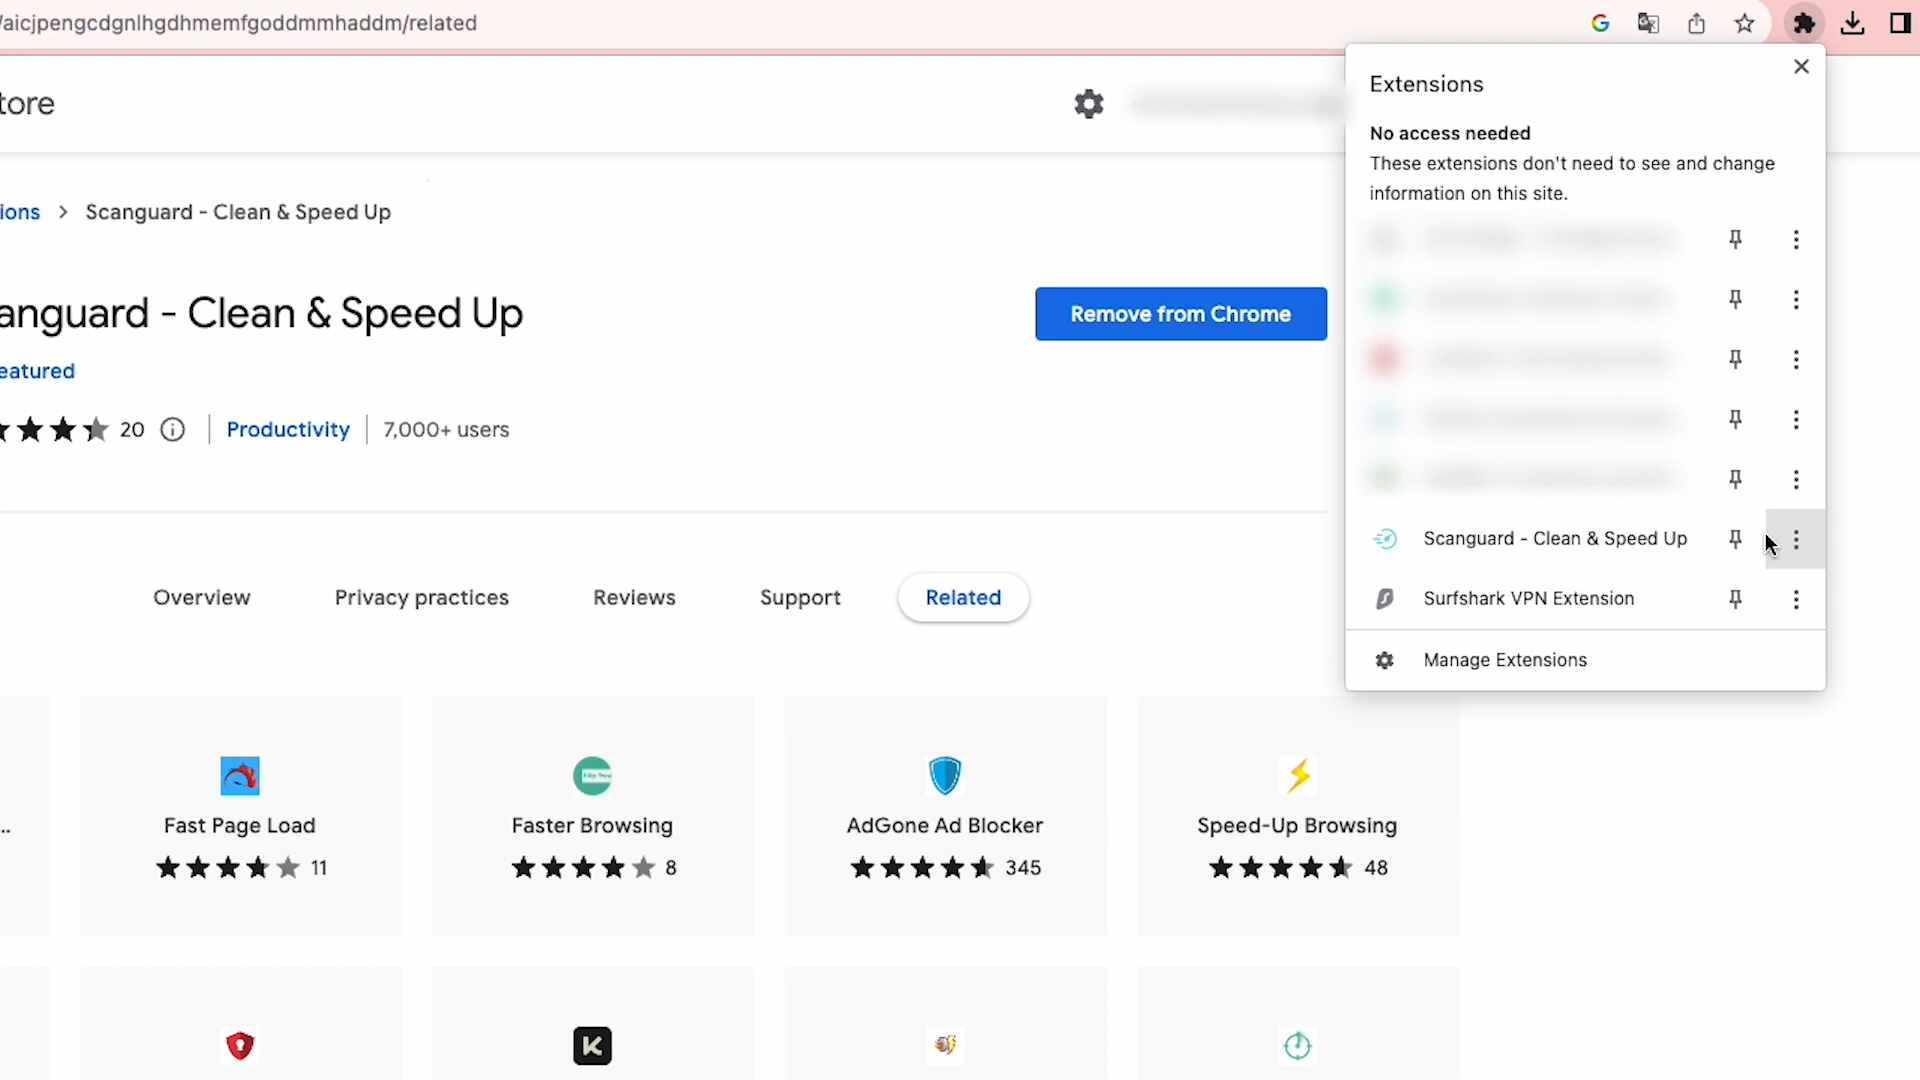 /aicjpengcdgnlhgdhmemfgoddmmhaddm/related
tore
ions > Scanguard - Clean & Speed Up
anguard - Clean & Speed Up
Remove from Chrome
eatured
20 | Productivity | 7,000+ users
Overview Privacy practices Reviews Support Related
..
Fast Page Load
11
Faster Browsing
8
AdGone Ad Blocker
345
Speed-Up Browsing
48
Extensions
No access needed
These extensions don't need to see and change
information on this site.
Scanguard - Clean & Speed Up
Surfshark VPN Extension
Manage Extensions